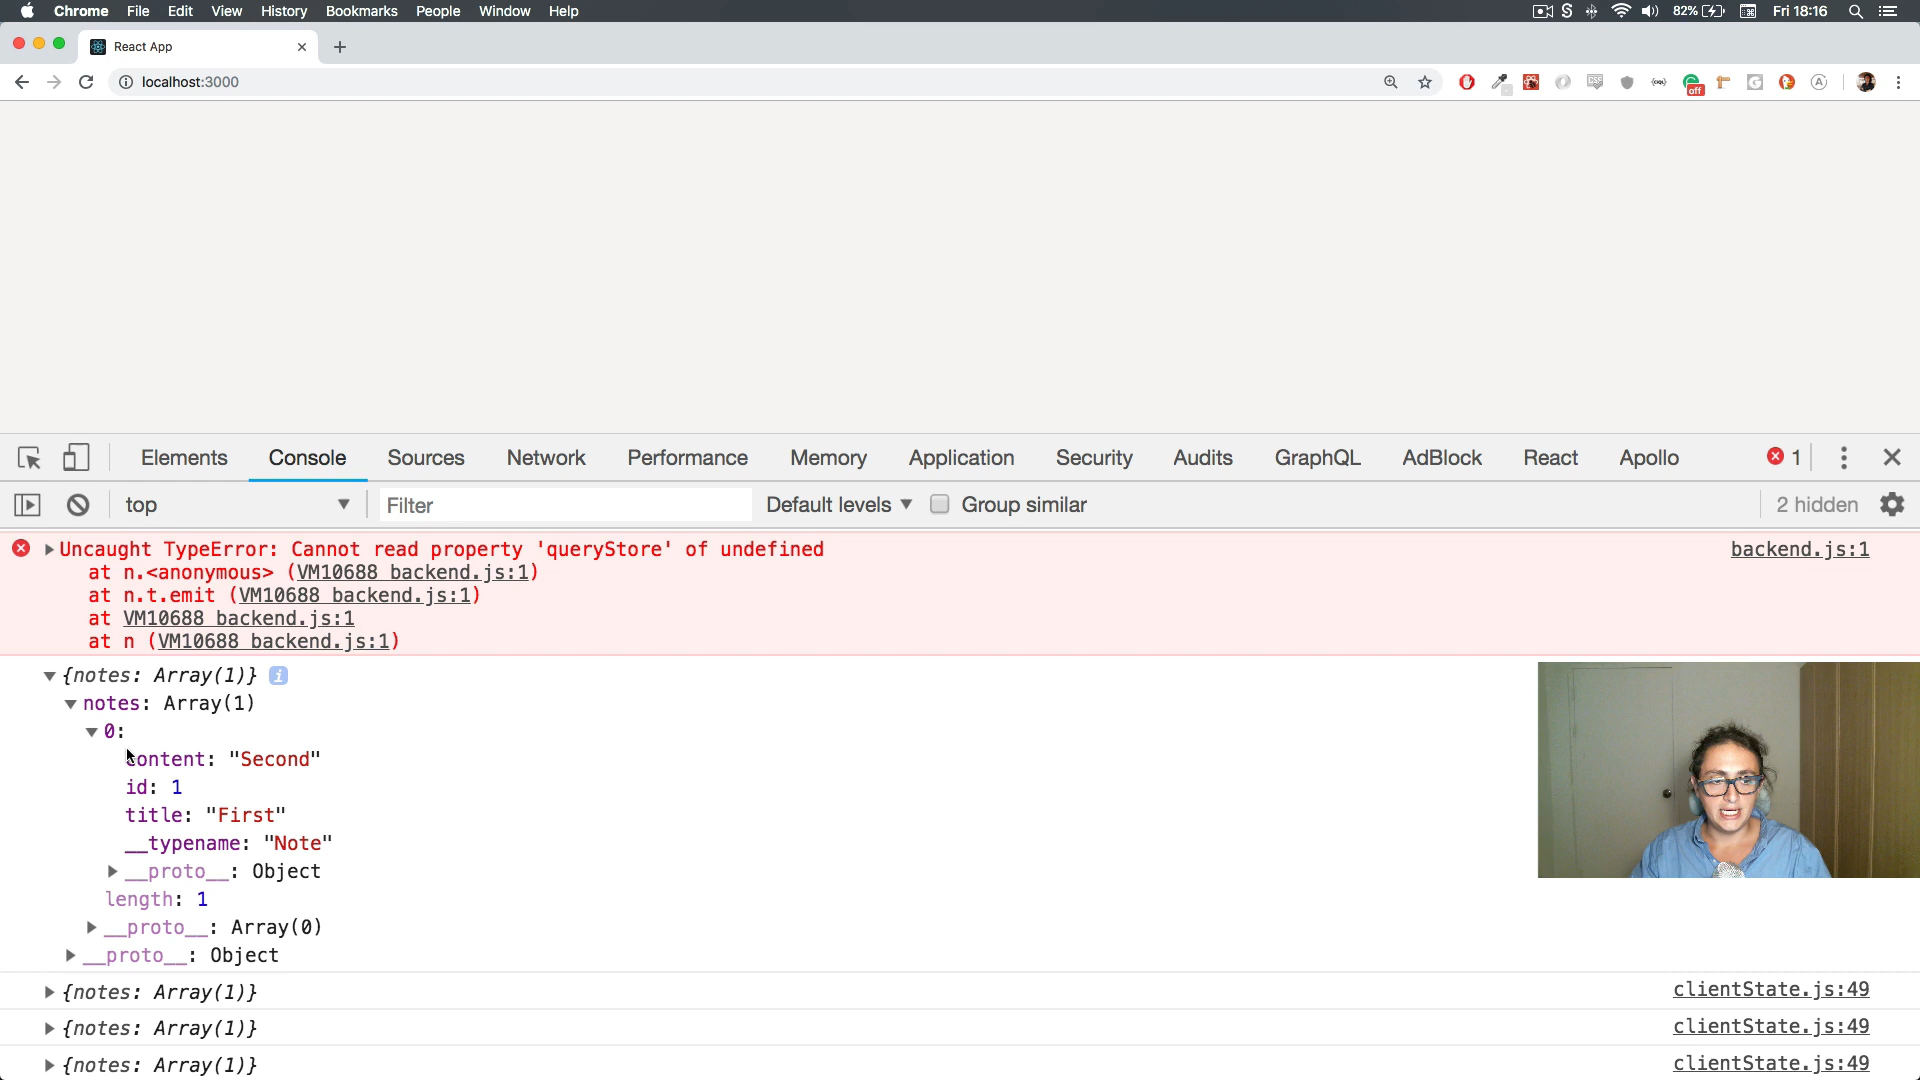 Chrome File Edit View History Bookmarks People Window Help 82% Fri 18:16
React App
localhost:3000
off
Elements Console Sources Network Performance Memory Application Security Audits GraphQL AdBlock React Apollo 1
top Filter Default levels Group similar 2 hidden
Uncaught TypeError: Cannot read property 'queryStore' of undefined backend.js:1
at n.<anonymous> (VM10688 backend.js:1)
at n.t.emit (VM10688 backend.js:1)
at VM10688 backend.js:1
at n (VM10688 backend.js:1)
{notes: Array(1)} i
notes: Array(1)
0:
content: "Second"
id: 1
title: "First"
__typename: "Note"
__proto__: Object
length: 1
__proto__: Array(0)
__proto__: Object
{notes: Array(1)} clientState.js:49
{notes: Array(1)} clientState.js:49
{notes: Array(1)} clientState.js:49